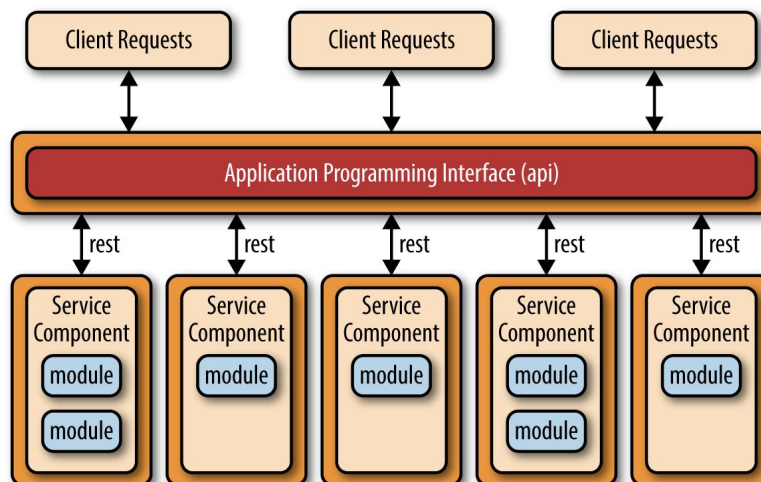 Client Requests
Client Requests
Client Requests
Application Programming Interface (api)
rest
rest
rest
rest
rest
Service
Component
module
module
Service
Component
module
Service
Component
module
Service
Component
module
module
Service
Component
module